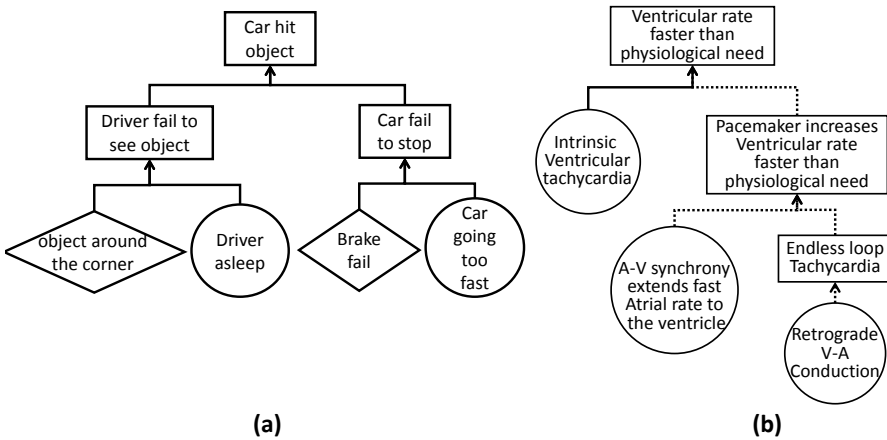 Car hit
object
Driver fail to
see object
Car fail
to stop
object around
the corner
Driver
asleep
Brake
fail
Car
going
too
fast
(a)
Ventricular rate
faster than
physiological need
Intrinsic
Ventricular
tachycardia
Pacemaker increases
Ventricular rate
faster than
physiological need
A-V synchrony
extends fast
Atrial rate to
the ventricle
Endless loop
Tachycardia
Retrograde
V-A
Conduction
(b)